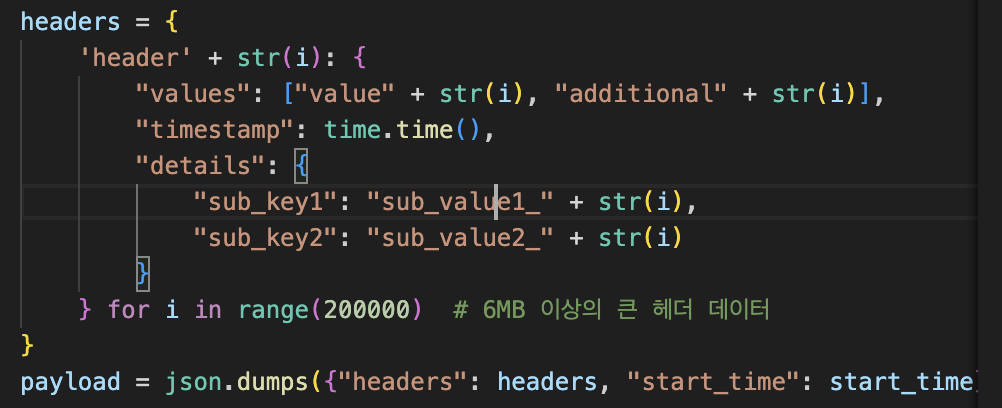 headers = {
    'header' + str(i): {
        "values": ["value" + str(i), "additional" + str(i)],
        "timestamp": time.time(),
        "details": {
            "sub_key1": "sub_value1_" + str(i),
            "sub_key2": "sub_value2_" + str(i)
        }
    } for i in range(200000)  # 6MB 이상의 큰 헤더 데이터
}
payload = json.dumps({"headers": headers, "start_time": start_time